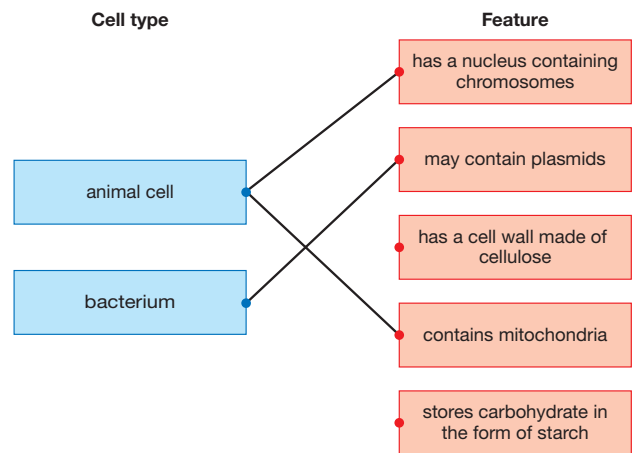 Cell type
Feature
has a nucleus containing
chromosomes
may contain plasmids
animal cell
has a cell wall made of
cellulose
bacterium
contains mitochondria
stores carbohydrate in
the form of starch